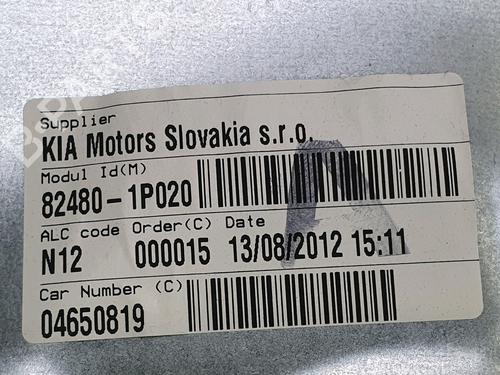 Supplier
KIA Motors Slovakia s.r.o.
Modul Id(M)
82480-1P020
ALC code Order(C) Date
N12 000015 13/08/2012 15:11
Car Number (C)
04650819